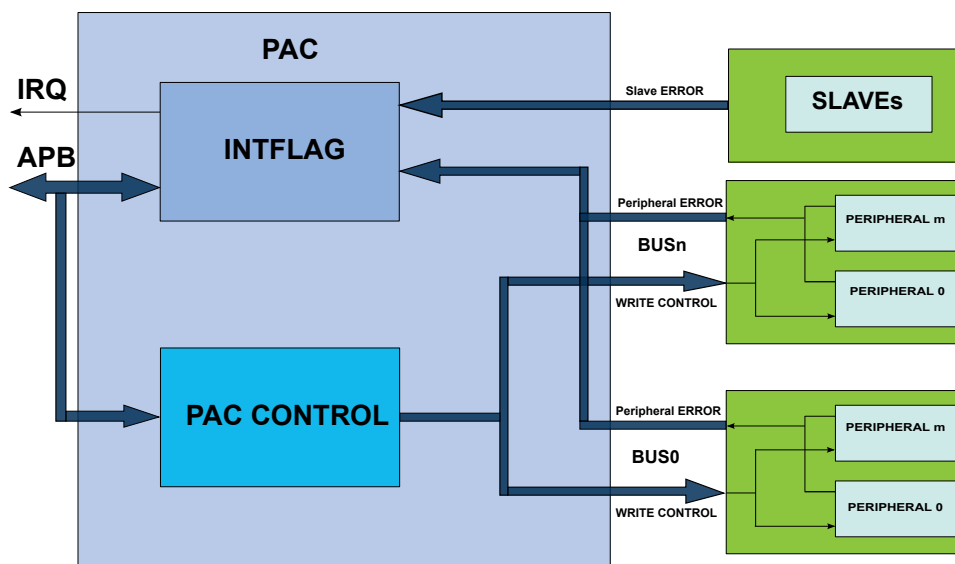 PAC
IRQ
Slave ERROR
SLAVEs
INTFLAG
APB
Peripheral ERROR
PERIPHERAL m
BUSn
PERIPHERAL 0
WRITE CONTROL
PAC CONTROL
Peripheral ERROR
PERIPHERAL m
BUS0
PERIPHERAL 0
WRITE CONTROL